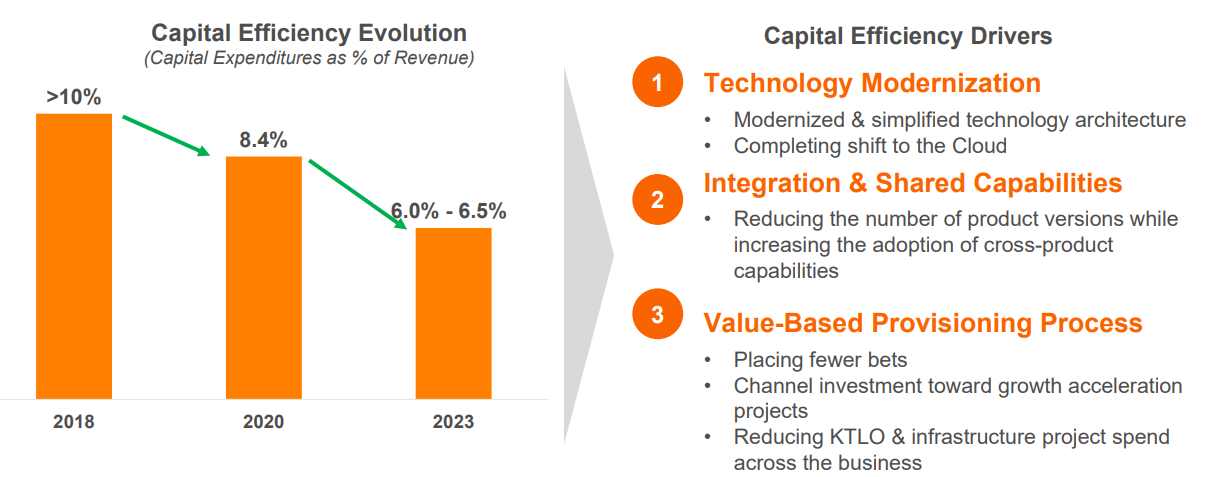 Capital Efficiency Evolution
(Capital Expenditures as % of Revenue)
>10%
8.4%
6.0% - 6.5%
2018
2020
2023
Capital Efficiency Drivers
1
Technology Modernization
• Modernized & simplified technology architecture
• Completing shift to the Cloud
2
Integration & Shared Capabilities
• Reducing the number of product versions while
increasing the adoption of cross-product
capabilities
3
Value-Based Provisioning Process
• Placing fewer bets
• Channel investment toward growth acceleration
projects
• Reducing KTLO & infrastructure project spend
across the business